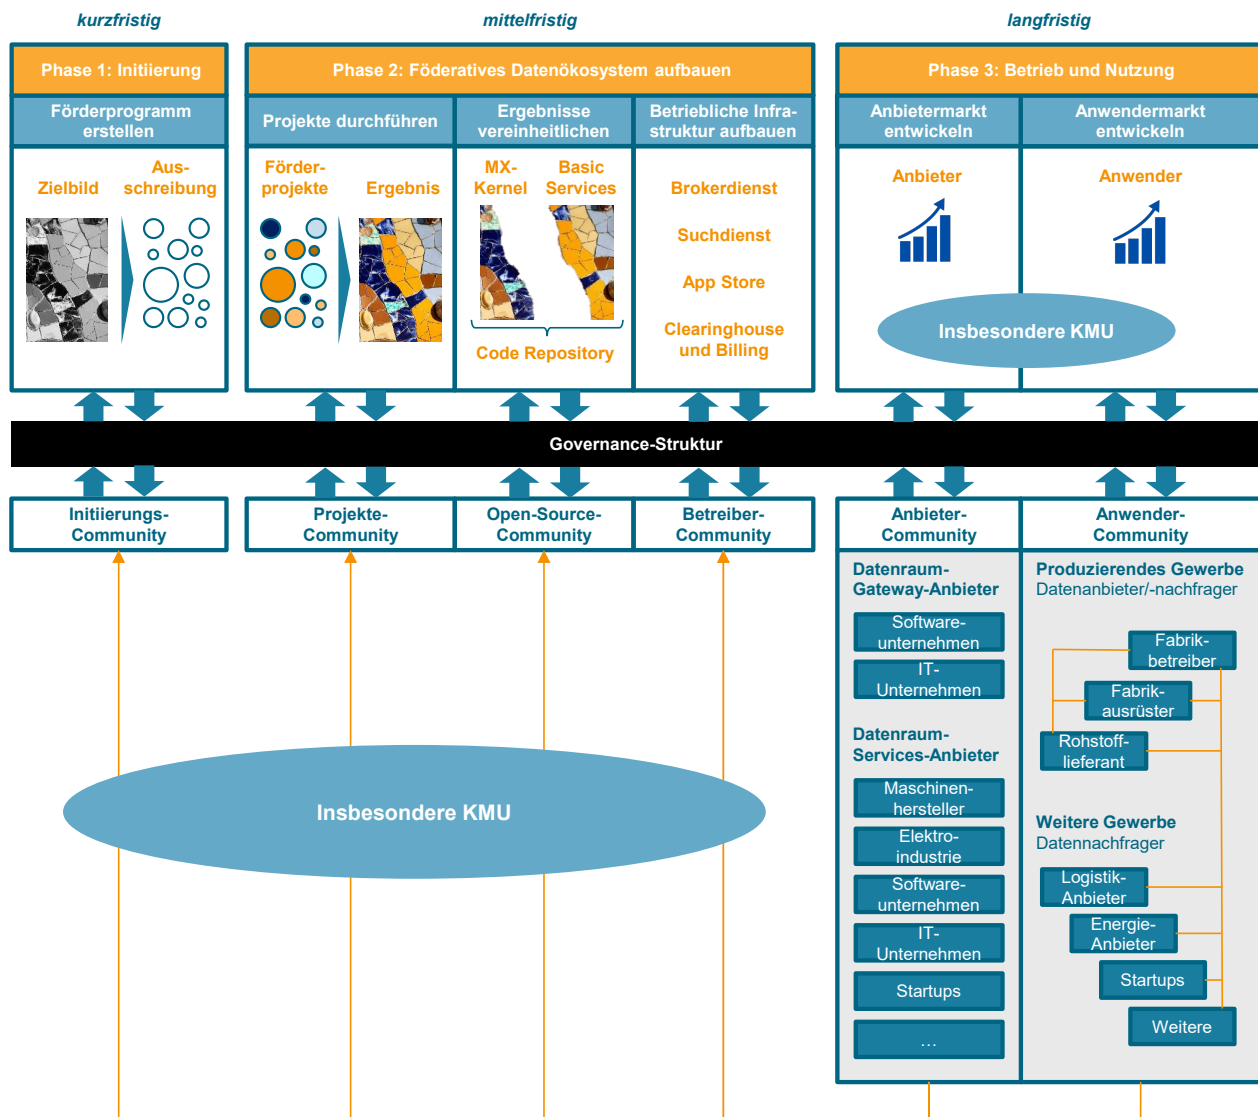 kurzfristig
mittelfristig
langfristig
Phase 1: Initiierung
Phase 2: Föderatives Datenökosystem aufbauen
Phase 3: Betrieb und Nutzung
Förderprogramm
erstellen
Projekte durchführen
Ergebnisse
vereinheitlichen
Betriebliche Infra-
struktur aufbauen
Anbietermarkt
entwickeln
Anwendermarkt
entwickeln
Zielbild
Aus-
schreibung
Förder-
projekte
Ergebnis
MX-
Kernel
Basic
Services
Code Repository
Brokerdienst
Suchdienst
App Store
Clearinghouse
und Billing
Anbieter
Anwender
Insbesondere KMU
Governance-Struktur
Initiierungs-
Community
Projekte-
Community
Open-Source-
Community
Betreiber-
Community
Anbieter-
Community
Anwender-
Community
Insbesondere KMU
Datenraum-
Gateway-Anbieter
Software-
unternehmen
IT-
Unternehmen
Datenraum-
Services-Anbieter
Maschinen-
hersteller
Elektro-
industrie
Software-
unternehmen
IT-
Unternehmen
Startups
…
Produzierendes Gewerbe
Datenanbieter/-nachfrager
Fabrik-
betreiber
Fabrik-
ausrüster
Rohstoff-
lieferant
Weitere Gewerbe
Datennachfrager
Logistik-
Anbieter
Energie-
Anbieter
Startups
Weitere